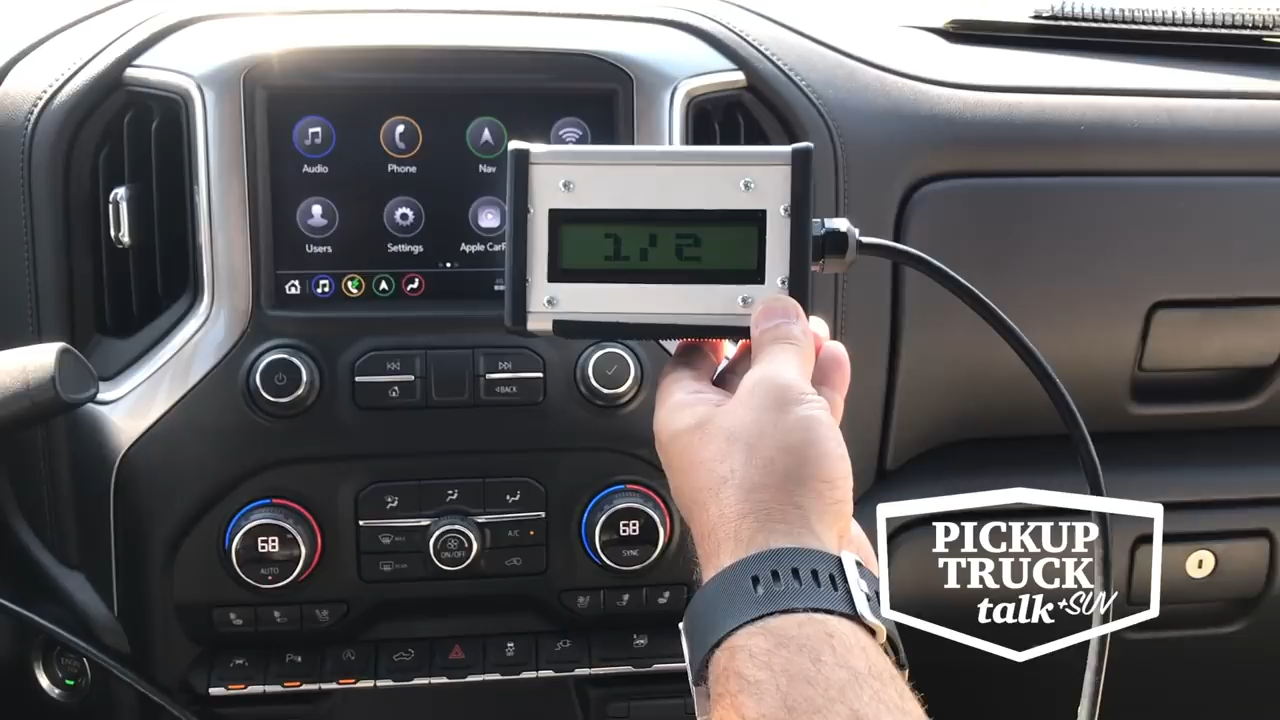 Audio
Phone
Nav
Users
Settings
Apple CarP
1/2
BACK
68
AUTO
ON/OFF
A/C
68
SYNC
PICKUP
TRUCK
talk +SUV